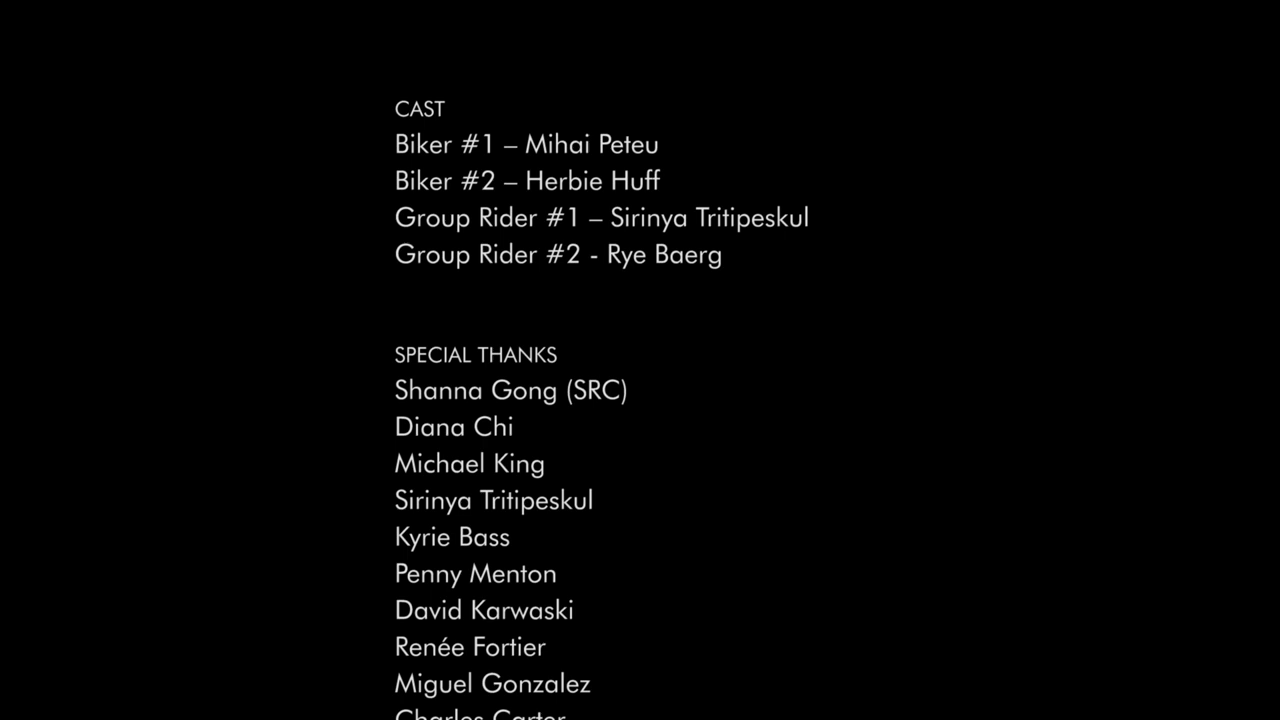 CAST
Biker #1 – Mihai Peteu
Biker #2 – Herbie Huff
Group Rider #1 – Sirinya Tritipeskul
Group Rider #2 - Rye Baerg
SPECIAL THANKS
Shanna Gong (SRC)
Diana Chi
Michael King
Sirinya Tritipeskul
Kyrie Bass
Penny Menton
David Karwaski
Renée Fortier
Miguel Gonzalez
Charles Carter